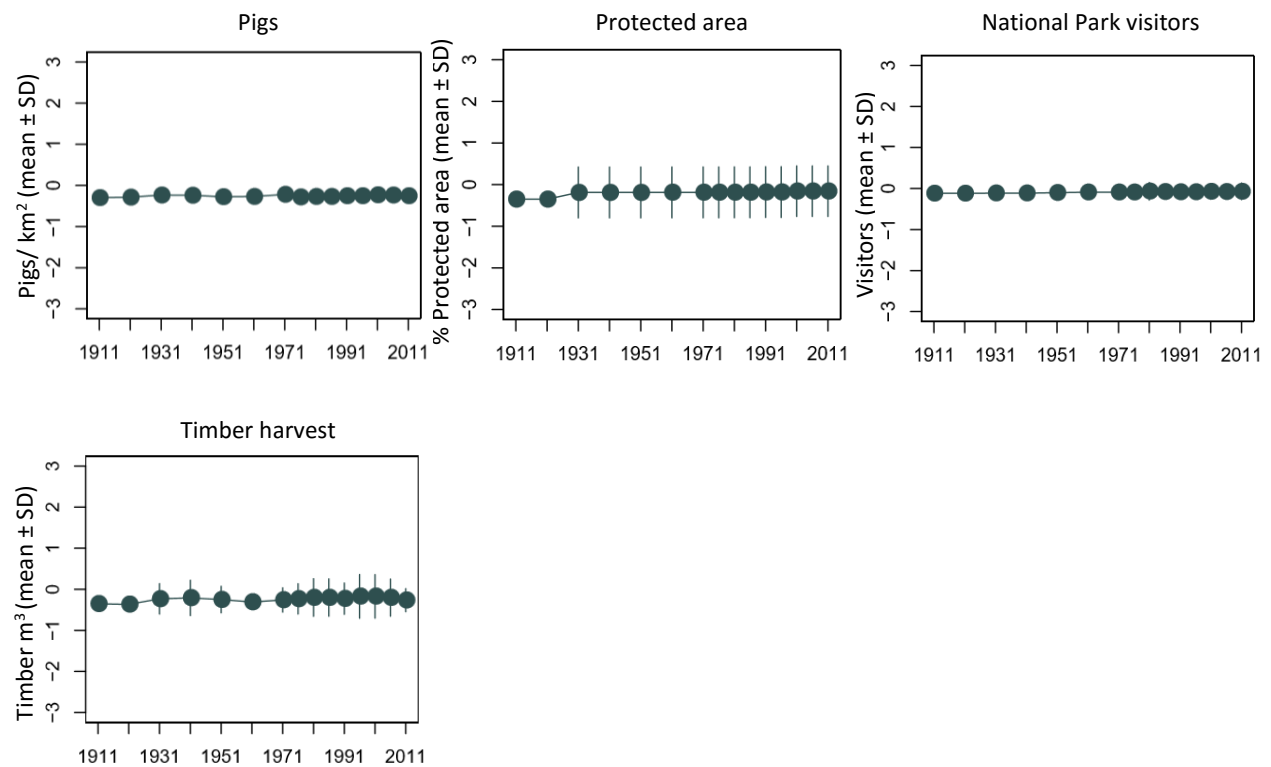 Pigs
Protected area
National Park visitors
Pigs/ km² (mean ± SD)
3
2
1
0
−1
−2
−3
1911 1931 1951 1971 1991 2011
% Protected area (mean ± SD)
3
2
1
0
−1
−2
−3
1911 1931 1951 1971 1991 2011
Visitors (mean ± SD)
3
2
1
0
−1
−2
−3
1911 1931 1951 1971 1991 2011
Timber harvest
Timber m³ (mean ± SD)
3
2
1
0
−1
−2
−3
1911 1931 1951 1971 1991 2011